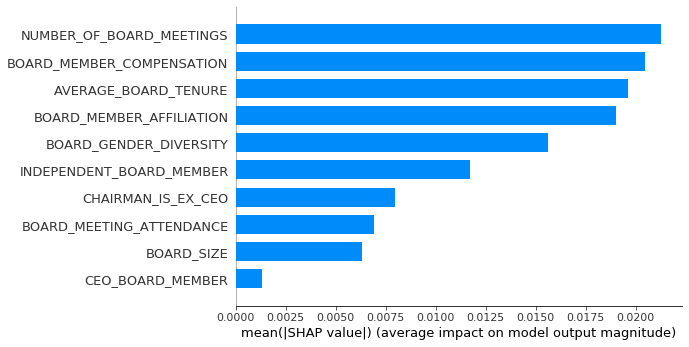 NUMBER_OF_BOARD_MEETINGS
BOARD_MEMBER_COMPENSATION
AVERAGE_BOARD_TENURE
BOARD_MEMBER_AFFILIATION
BOARD_GENDER_DIVERSITY
INDEPENDENT_BOARD_MEMBER
CHAIRMAN_IS_EX_CEO
BOARD_MEETING_ATTENDANCE
BOARD_SIZE
CEO_BOARD_MEMBER
0.0000 0.0025 0.0050 0.0075 0.0100 0.0125 0.0150 0.0175 0.0200
mean(|SHAP value|) (average impact on model output magnitude)